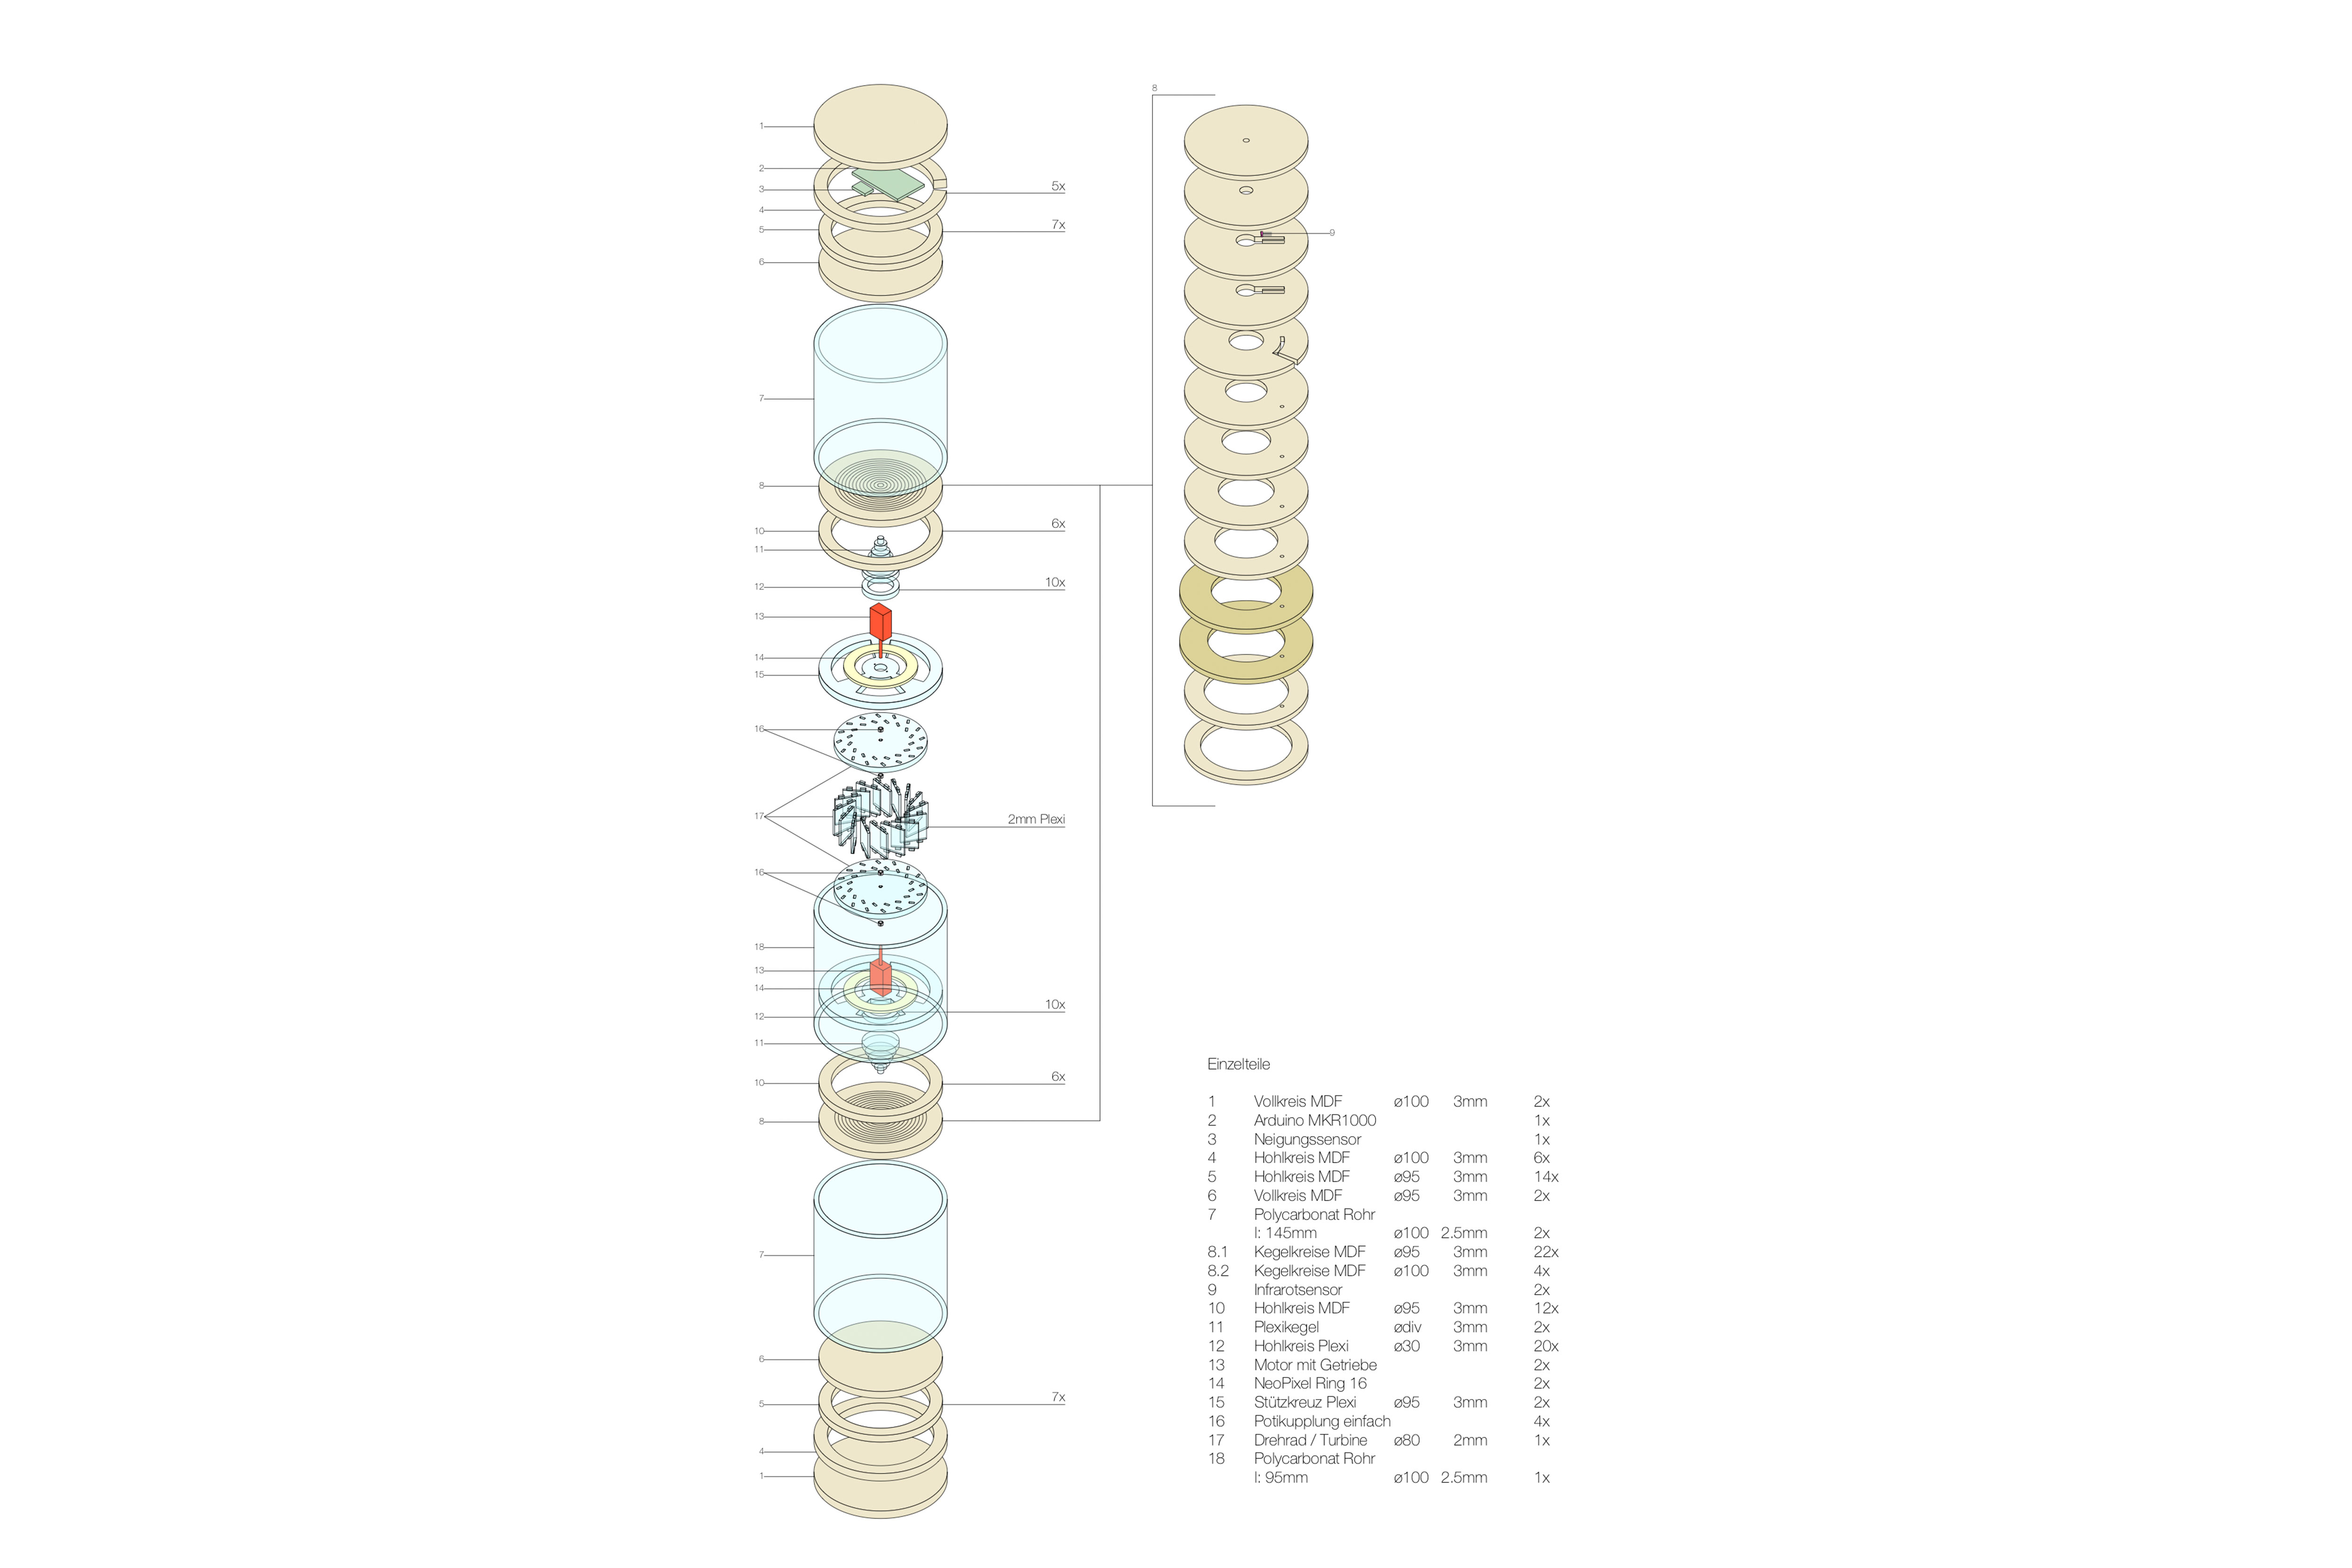 1
2
3
5x
4
5
7x
6
7
8
10
6x
11
12
10x
13
14
15
16
17
2mm Plexi
16
18
13
14
10x
12
11
10
6x
8
7
6
5
7x
4
1
8
9
Einzelteile
1 Vollkreis MDF ø100 3mm 2x
2 Arduino MKR1000 1x
3 Neigungssensor 1x
4 Hohlkreis MDF ø100 3mm 6x
5 Hohlkreis MDF ø95 3mm 14x
6 Vollkreis MDF ø95 3mm 2x
7 Polycarbonat Rohr
l: 145mm ø100 2.5mm 2x
8.1 Kegelkreise MDF ø95 3mm 22x
8.2 Kegelkreise MDF ø100 3mm 4x
9 Infrarotsensor 2x
10 Hohlkreis MDF ø95 3mm 12x
11 Plexikegel ødiv 3mm 2x
12 Hohlkreis Plexi ø30 3mm 20x
13 Motor mit Getriebe 2x
14 NeoPixel Ring 16 2x
15 Stützkreuz Plexi ø95 3mm 2x
16 Potikupplung einfach 4x
17 Drehrad / Turbine ø80 2mm 1x
18 Polycarbonat Rohr
l: 95mm ø100 2.5mm 1x